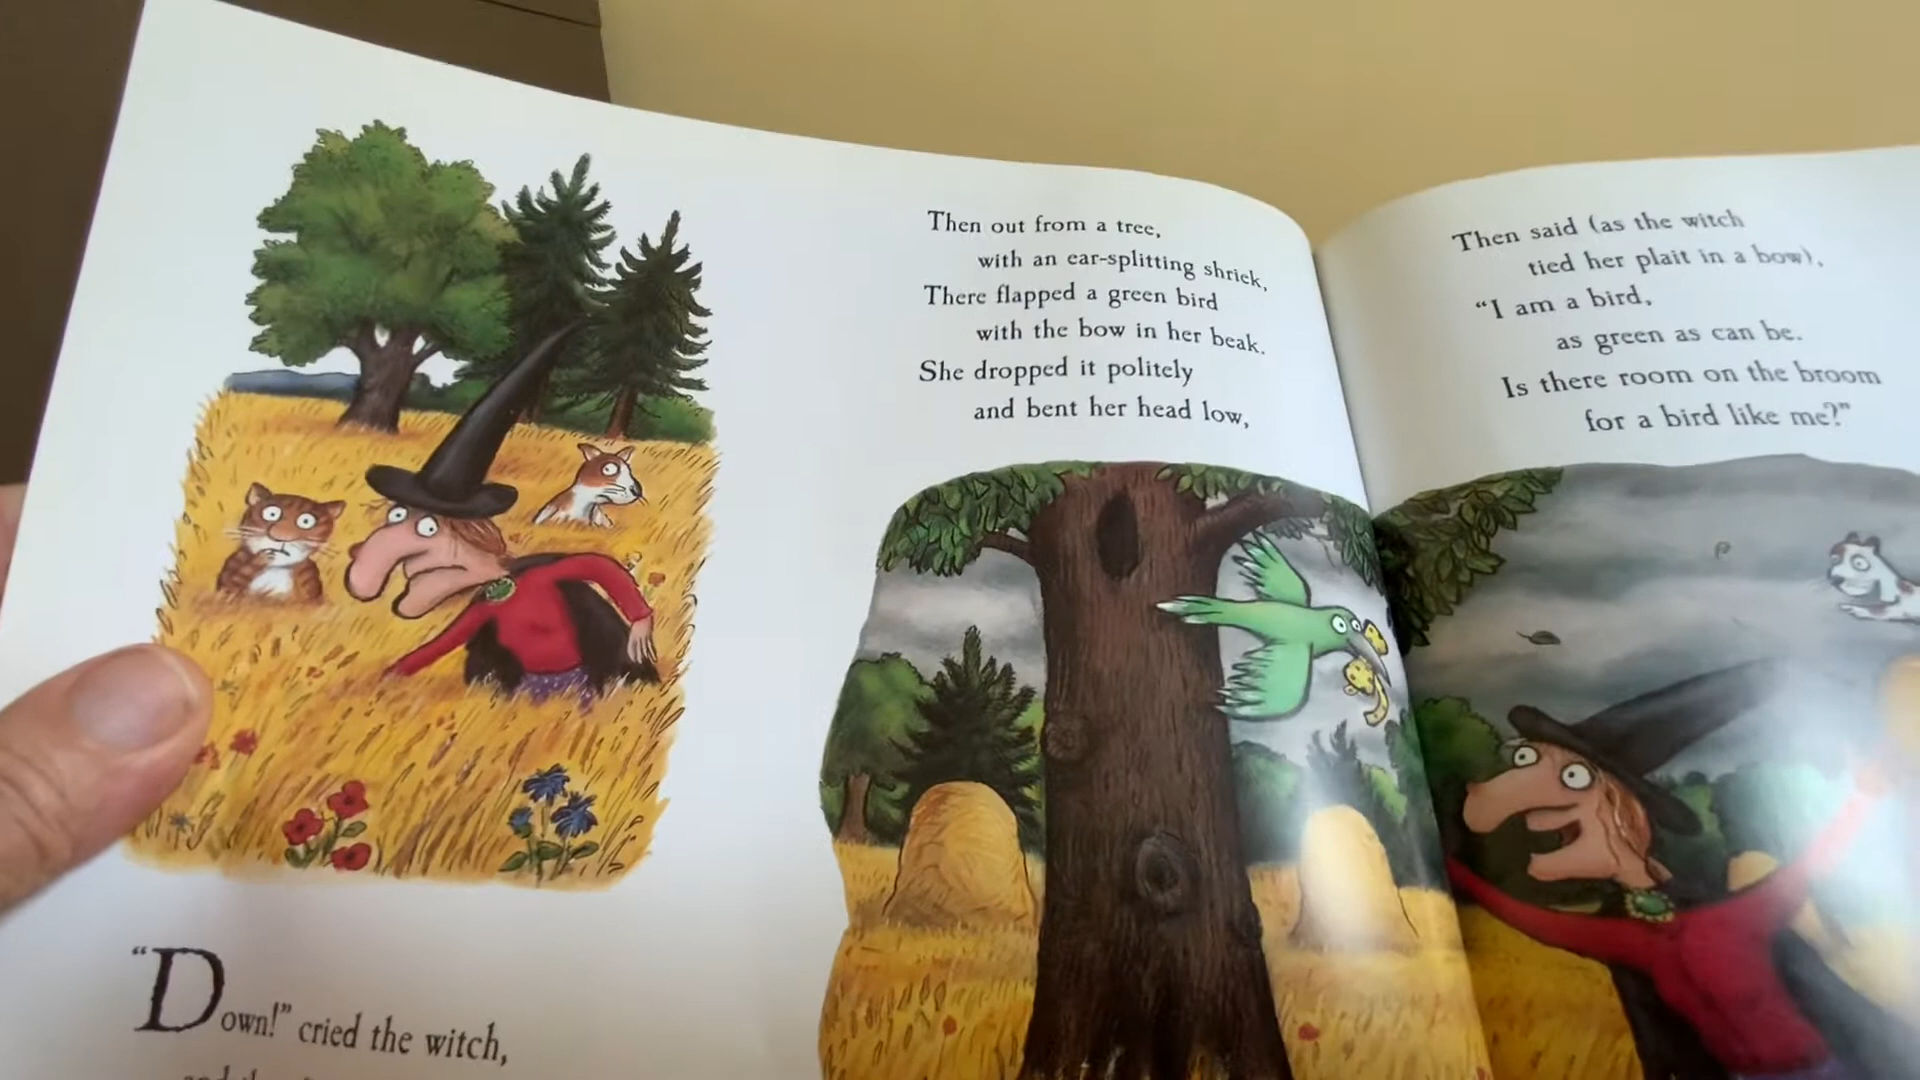 "Down!" cried the witch,
Then out from a tree,
with an ear-splitting shriek,
There flapped a green bird
with the bow in her beak.
She dropped it politely
and bent her head low,
Then said (as the witch
tied her plait in a bow),
"I am a bird,
as green as can be.
Is there room on the broom
for a bird like me?"